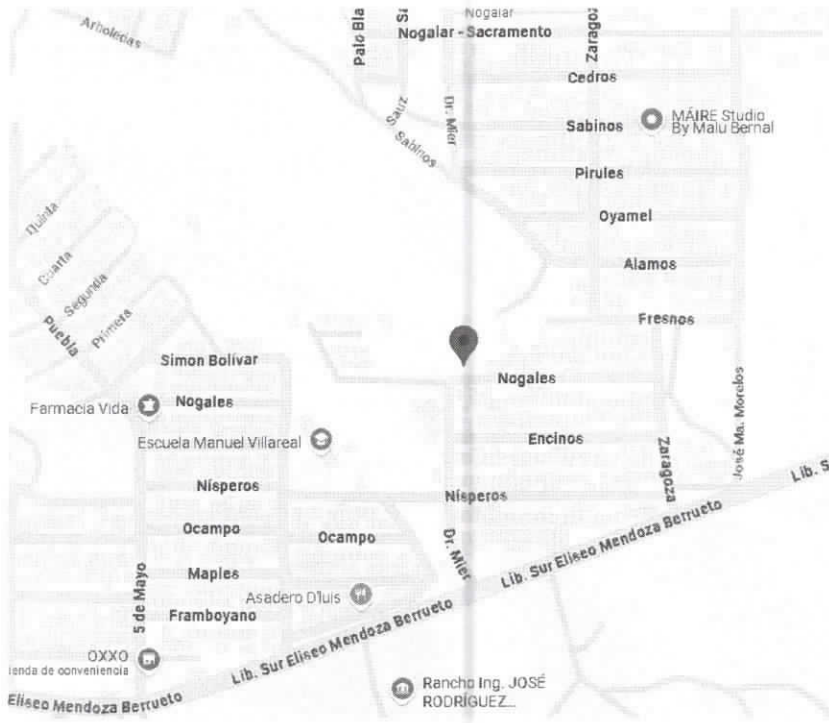 Nogalar
Arboledas
Palo Bla
Sa
Nogalar - Sacramento
Zaragoz
Cedros
Sauz
Dr. Mier
Sabinos
MÁIRE Studio
By Malu Bernal
Sabinos
Pirules
Oyamel
Quinta
Cuarta
Segunda
Primera
Puebla
Alamos
Fresnos
Simon Bolívar
Nogales
José Ma. Morelos
Farmacia Vida
Nogales
Escuela Manuel Villareal
Encinos
Zaragoza
Nísperos
Nísperos
Lib. S
Ocampo
Ocampo
Dr. Mier
Lib. Sur Eliseo Mendoza Berrueto
Maples
Asadero D'luis
5 de Mayo
Framboyano
OXXO
ienda de conveniencia
Lib. Sur Eliseo Mendoza Berrueto
Eliseo Mendoza Berrueto
Rancho Ing. JOSÉ
RODRÍGUEZ...